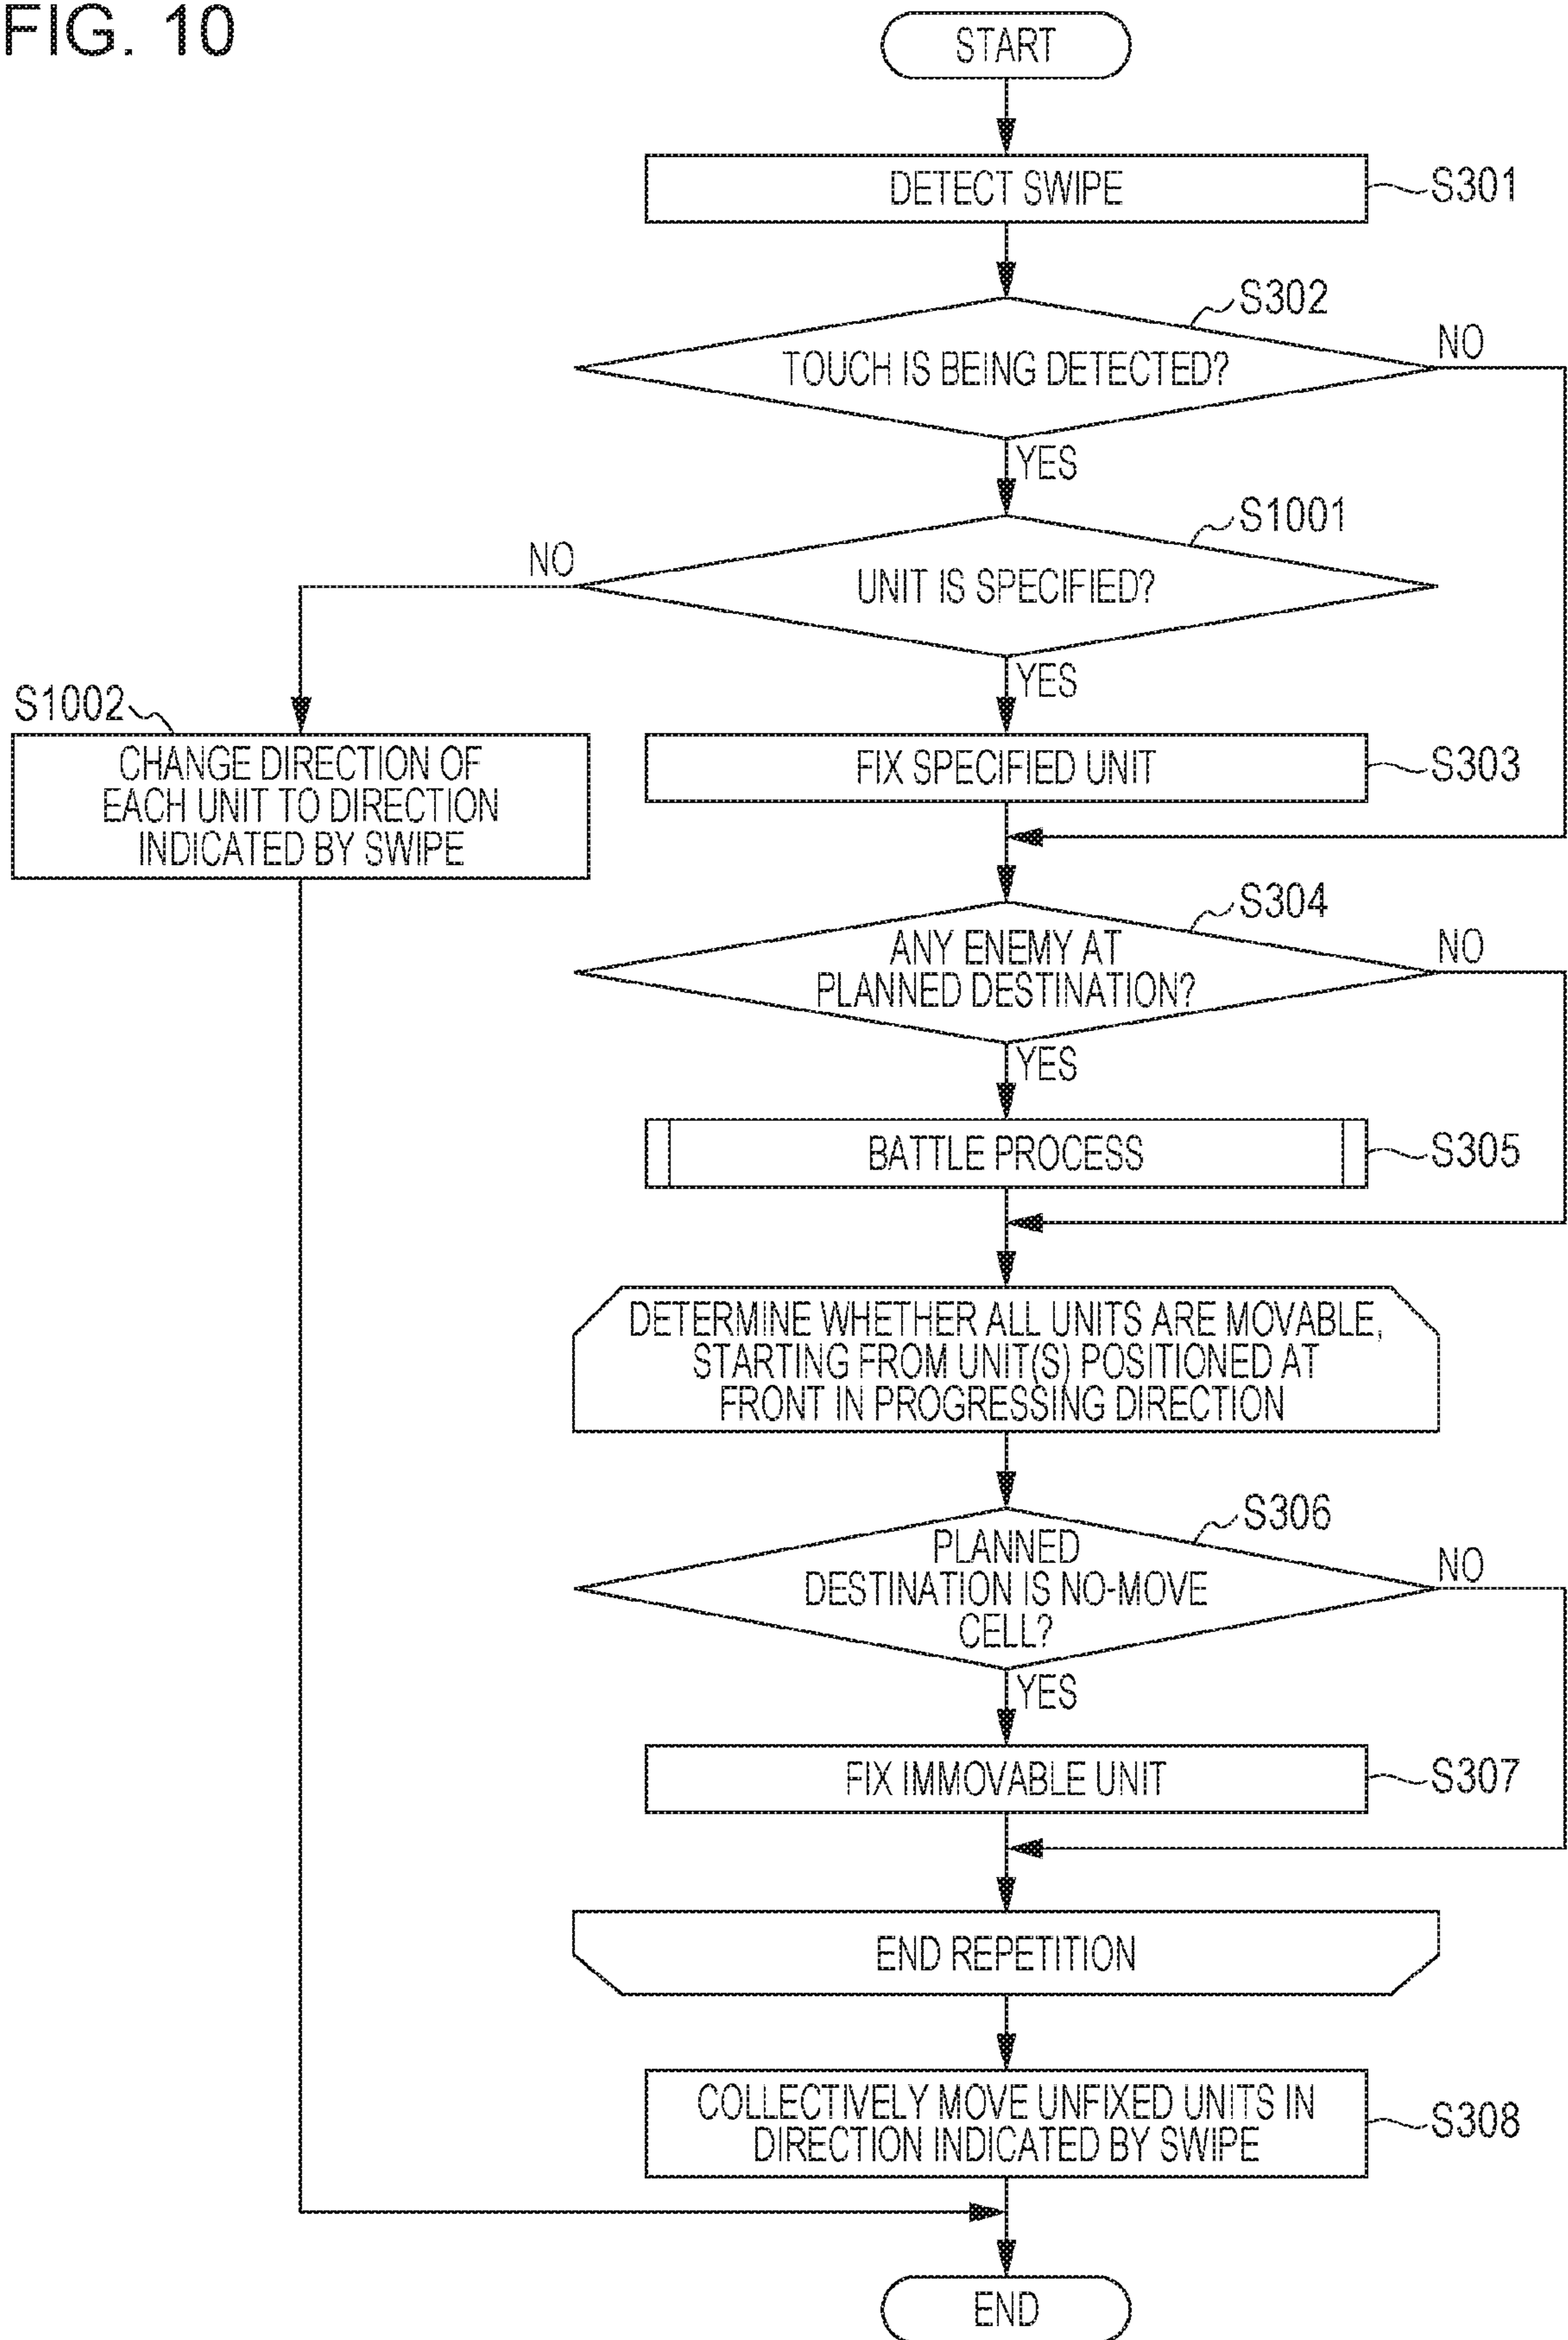 FIG. 10
START
DETECT SWIPE
S301
S302
TOUCH IS BEING DETECTED?
NO
YES
S1001
NO
UNIT IS SPECIFIED?
YES
S1002
CHANGE DIRECTION OF
EACH UNIT TO DIRECTION
INDICATED BY SWIPE
FIX SPECIFIED UNIT
S303
S304
ANY ENEMY AT
PLANNED DESTINATION?
NO
YES
BATTLE PROCESS
S305
DETERMINE WHETHER ALL UNITS ARE MOVABLE,
STARTING FROM UNIT(S) POSITIONED AT
FRONT IN PROGRESSING DIRECTION
S306
PLANNED
DESTINATION IS NO-MOVE
CELL?
NO
YES
FIX IMMOVABLE UNIT
S307
END REPETITION
COLLECTIVELY MOVE UNFIXED UNITS IN
DIRECTION INDICATED BY SWIPE
S308
END